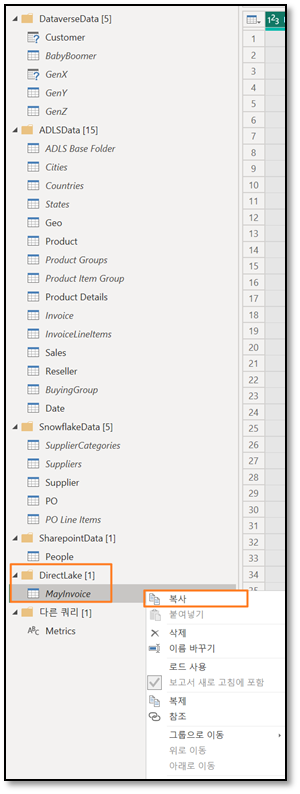 DataverseData [5]
Customer
BabyBoomer
GenX
GenY
GenZ
ADLSData [15]
ADLS Base Folder
Cities
Countries
States
Geo
Product
Product Groups
Product Item Group
Product Details
Invoice
InvoiceLineItems
Sales
Reseller
BuyingGroup
Date
SnowflakeData [5]
SupplierCategories
Suppliers
Supplier
PO
PO Line Items
SharepointData [1]
People
DirectLake [1]
MayInvoice
다른 쿼리 [1]
ABC Metrics
복사
붙여넣기
삭제
이름 바꾸기
로드 사용
보고서 새로 고침에 포함
복제
참조
그룹으로 이동
위로 이동
아래로 이동
123
1
2
3
4
5
6
7
8
9
10
11
12
13
14
15
16
17
18
19
20
21
22
23
24
25
26
27
28
29
30
31
32
33
34
35